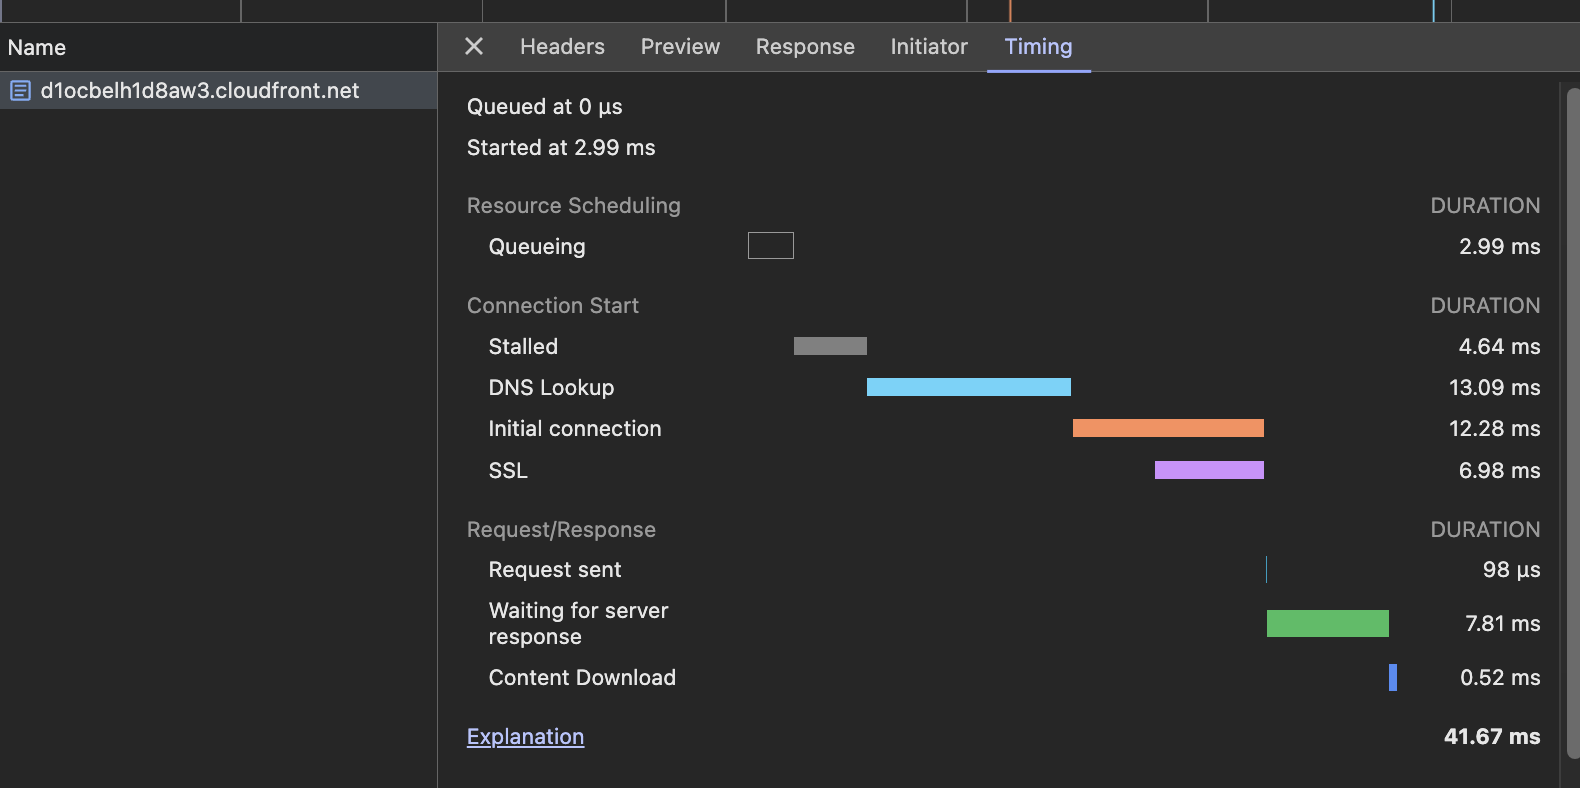 Name
Headers Preview Response Initiator Timing
d1ocbelh1d8aw3.cloudfront.net
Queued at 0 μs
Started at 2.99 ms
Resource Scheduling DURATION
Queueing 2.99 ms
Connection Start DURATION
Stalled 4.64 ms
DNS Lookup 13.09 ms
Initial connection 12.28 ms
SSL 6.98 ms
Request/Response DURATION
Request sent 98 μs
Waiting for server
response 7.81 ms
Content Download 0.52 ms
Explanation 41.67 ms